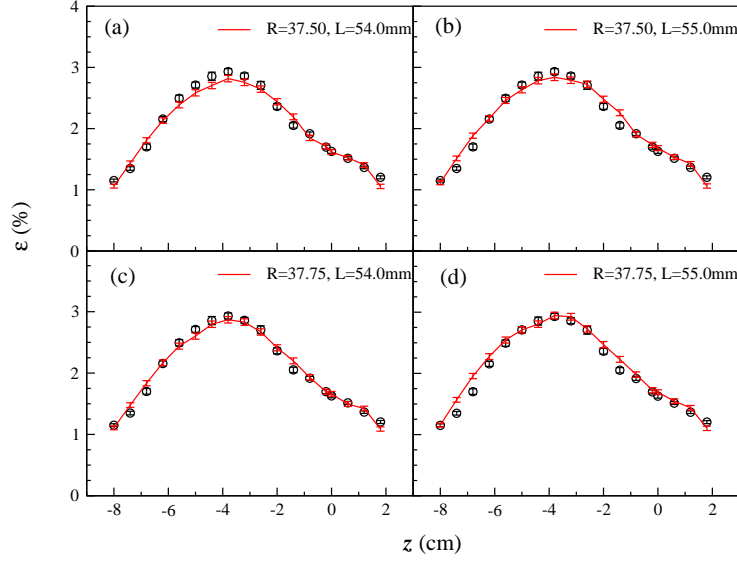 4
(a)
R=37.50, L=54.0mm
(b)
R=37.50, L=55.0mm
3
2
1
0
ε (%)
(c)
R=37.75, L=54.0mm
(d)
R=37.75, L=55.0mm
3
2
1
0
-8 -6 -4 -2 0 -8 -6 -4 -2 0 2
z (cm)